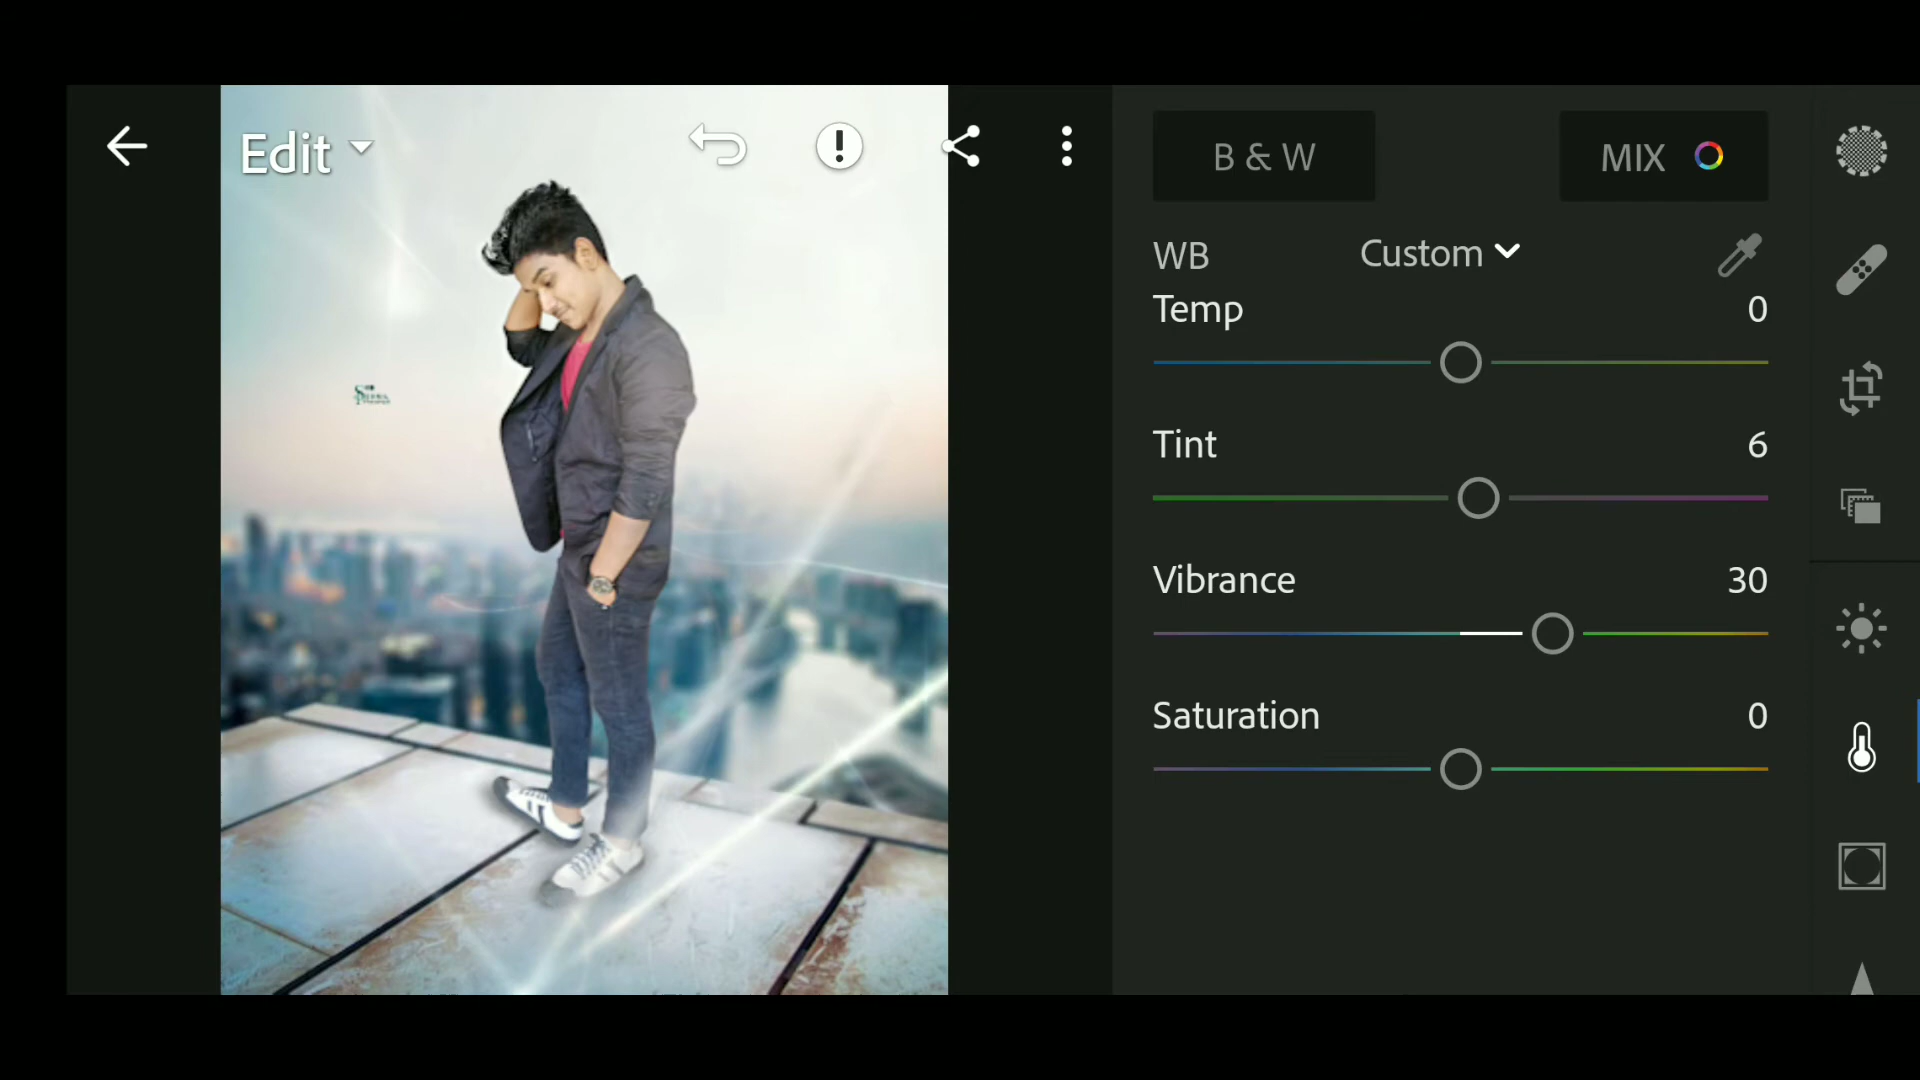 Edit
B & W
MIX
WB
Custom
Temp
0
Tint
6
Vibrance
30
Saturation
0